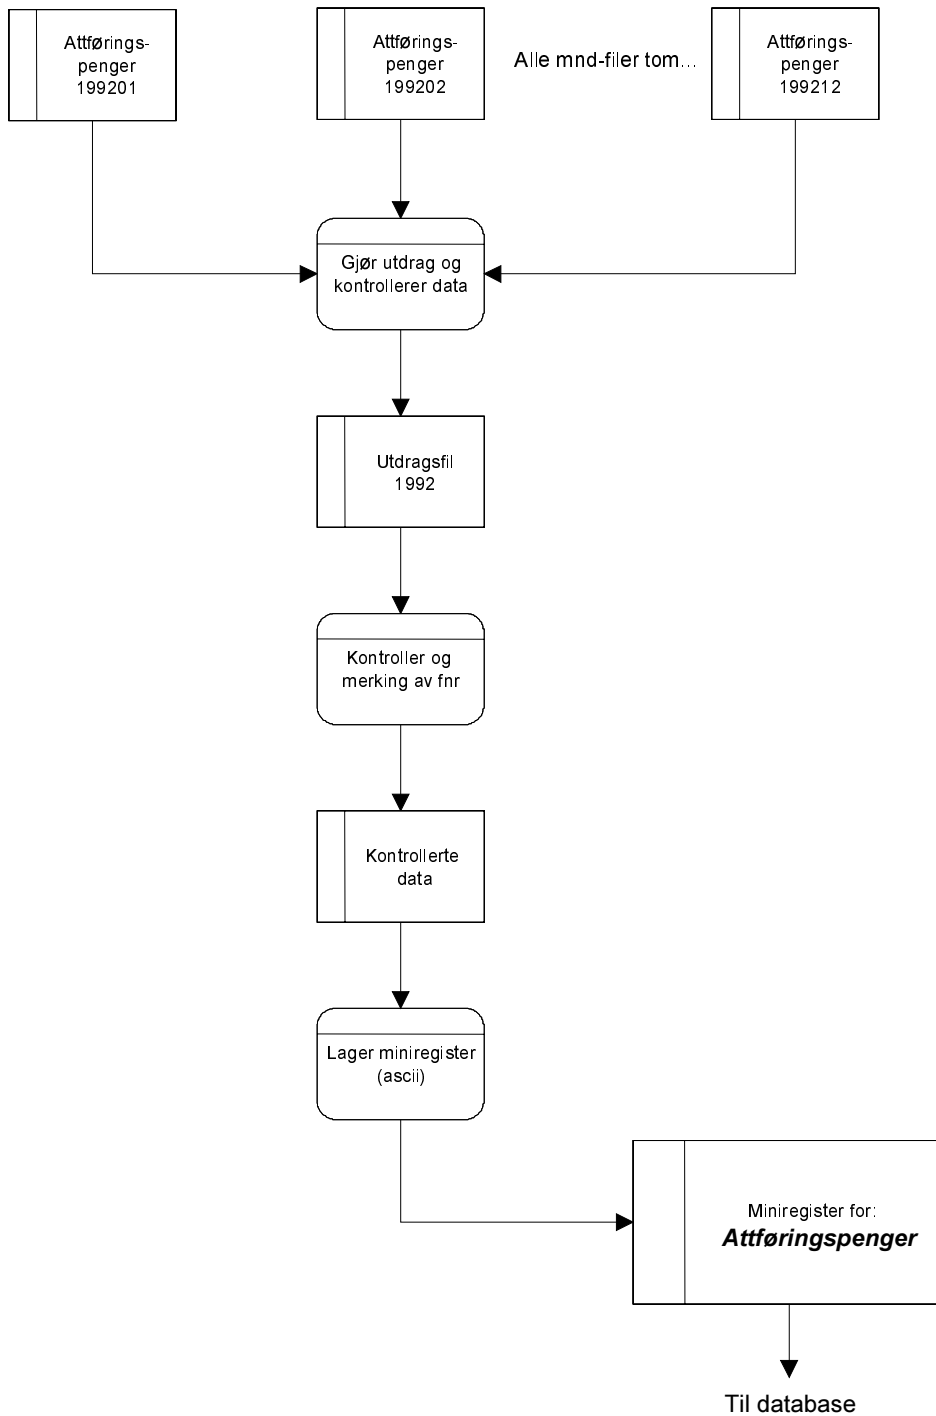 Attførings-
penger
199201
Attførings-
penger
199202
Alle mnd-filer tom...
Attførings-
penger
199212
Gjør utdrag og
kontrollerer data
Utdragsfil
1992
Kontroller og
merking av fnr
Kontrollerte
data
Lager miniregister
(ascii)
Miniregister for:
Attføringspenger
Til database